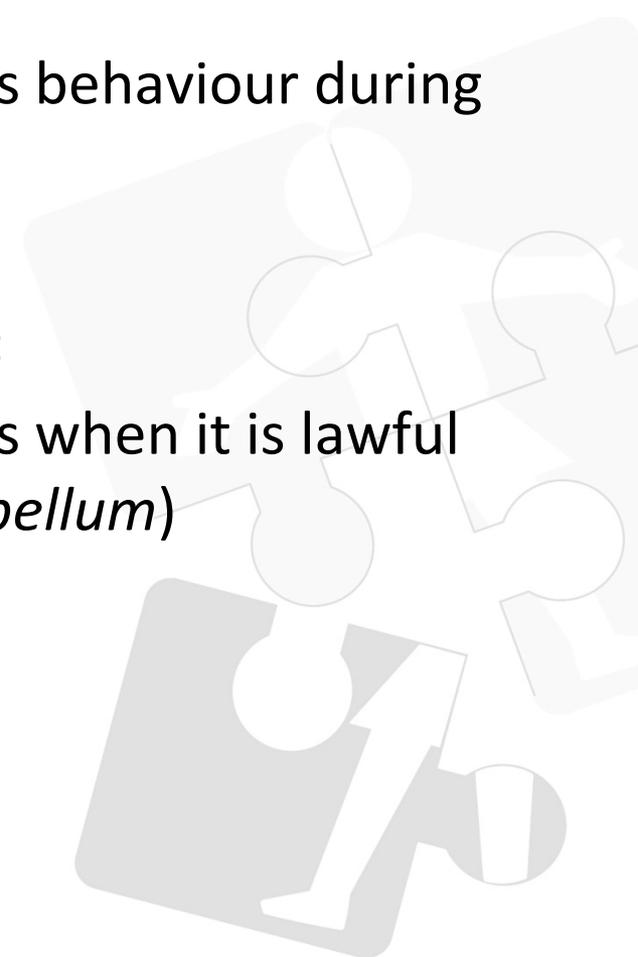 s behaviour during
s when it is lawful
bellum)